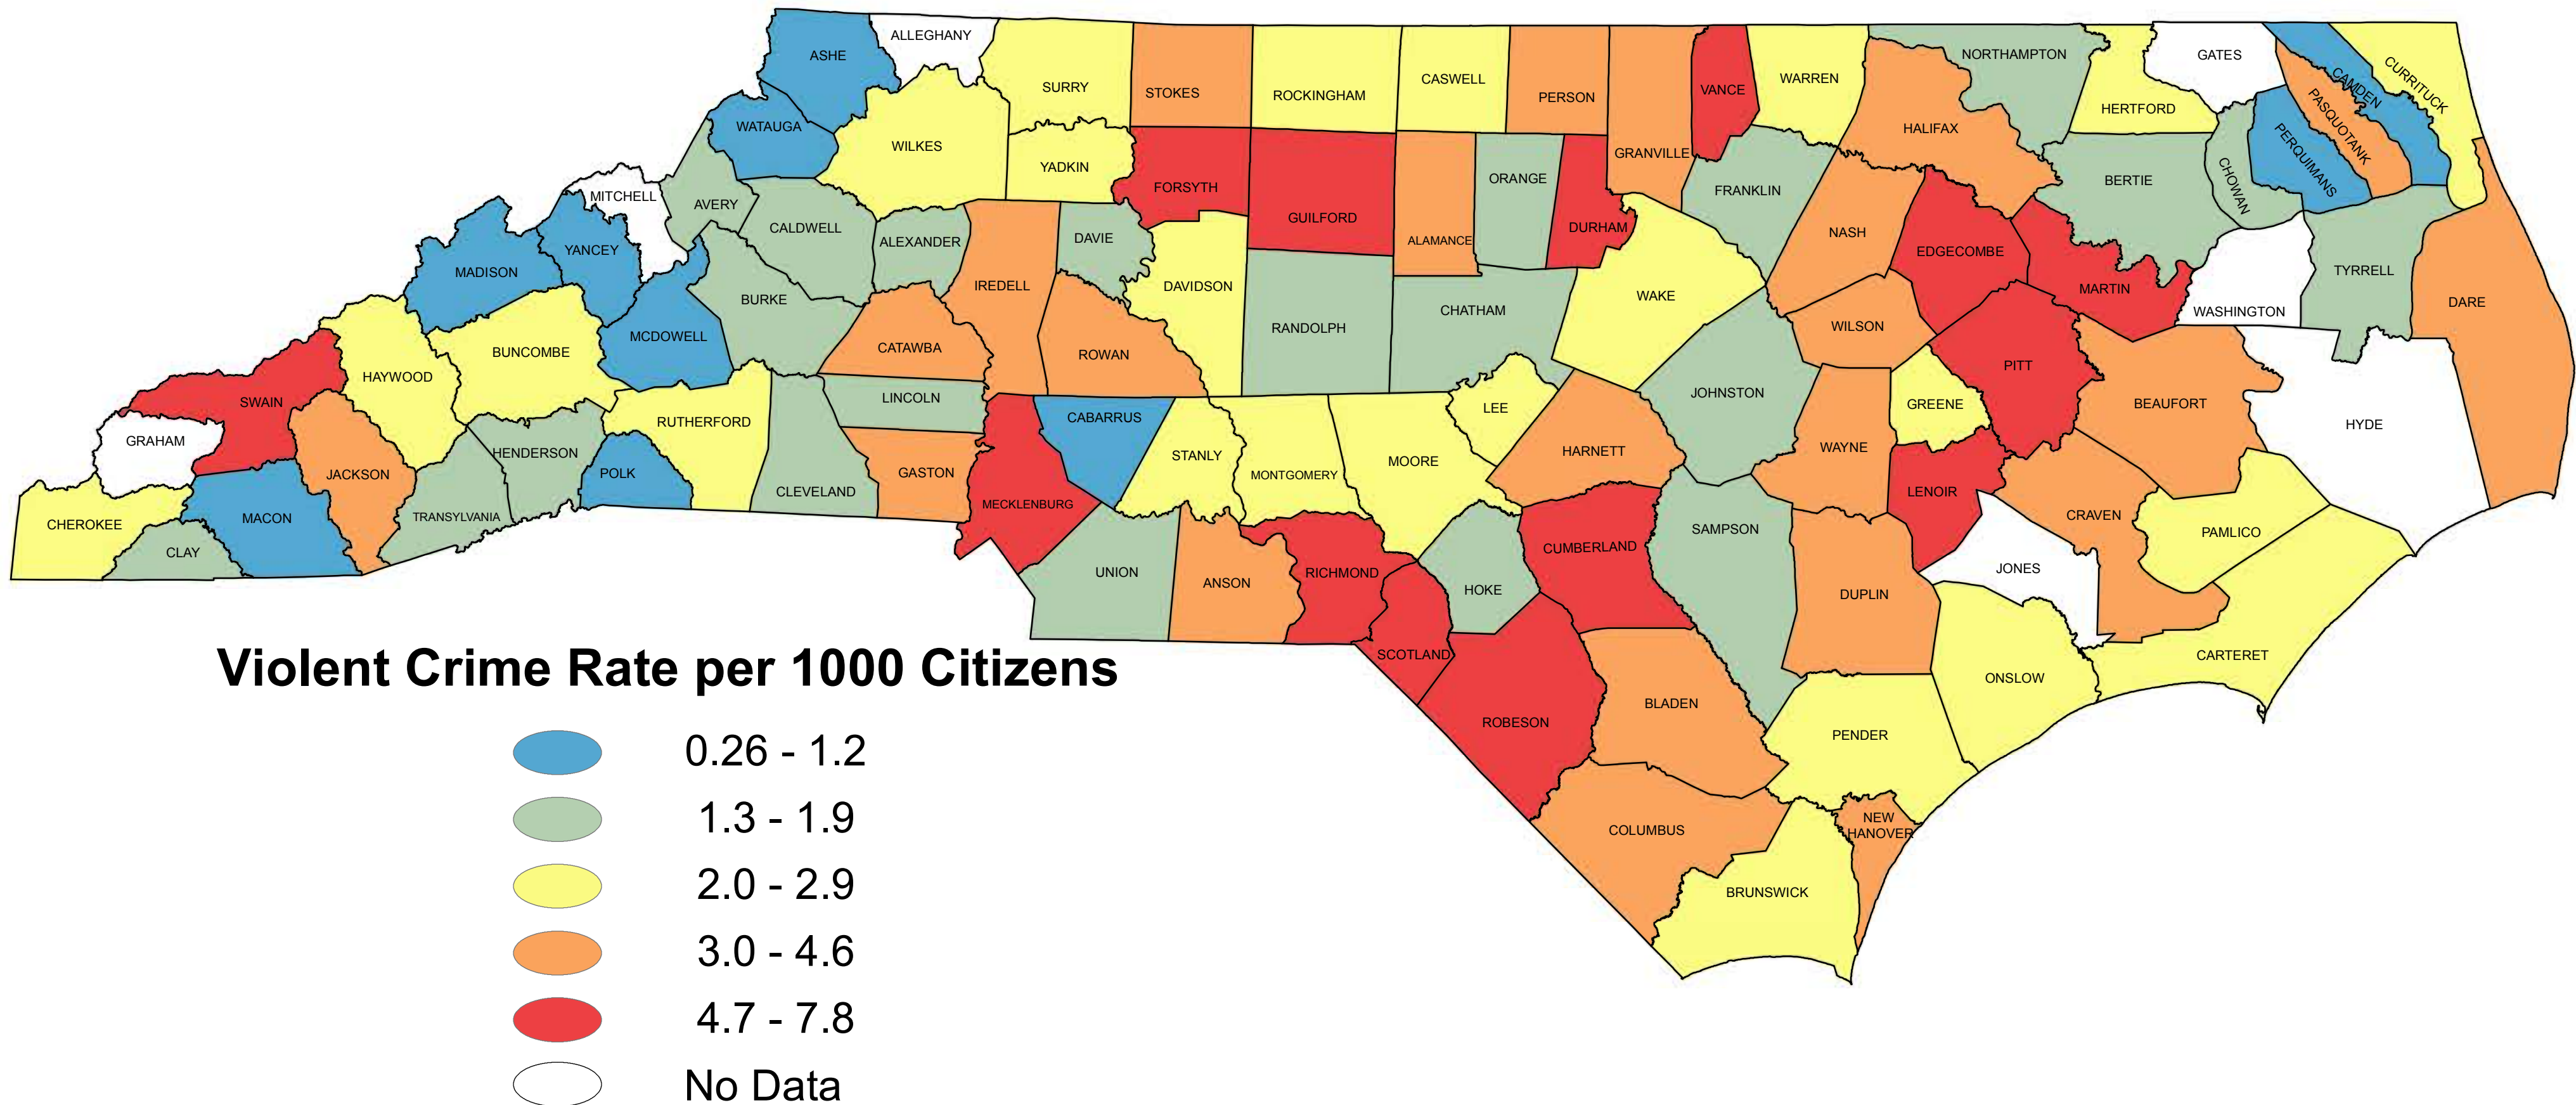 ASHE
ALLEGHANY
SURRY
STOKES
ROCKINGHAM
CASWELL
PERSON
GRANVILLE
VANCE
WARREN
NORTHAMPTON
GATES
CAMDEN
CURRITUCK
WATAUGA
WILKES
YADKIN
FORSYTH
GUILFORD
ALAMANCE
ORANGE
DURHAM
FRANKLIN
HALIFAX
HERTFORD
BERTIE
CHOWAN
PERQUIMANS
PASQUOTANK
MITCHELL
AVERY
CALDWELL
ALEXANDER
DAVIE
IREDELL
DAVIDSON
RANDOLPH
CHATHAM
WAKE
NASH
EDGECOMBE
MARTIN
WASHINGTON
TYRRELL
DARE
MADISON
YANCEY
MCDOWELL
BURKE
CATAWBA
ROWAN
WILSON
PITT
BEAUFORT
HYDE
SWAIN
HAYWOOD
BUNCOMBE
RUTHERFORD
LINCOLN
CABARRUS
STANLY
MONTGOMERY
MOORE
LEE
HARNETT
JOHNSTON
WAYNE
GREENE
LENOIR
CRAVEN
PAMLICO
GRAHAM
JACKSON
HENDERSON
POLK
CLEVELAND
GASTON
MECKLENBURG
CHEROKEE
CLAY
MACON
TRANSYLVANIA
UNION
ANSON
RICHMOND
HOKE
CUMBERLAND
SAMPSON
DUPLIN
JONES
ONSLOW
CARTERET
SCOTLAND
ROBESON
BLADEN
PENDER
COLUMBUS
NEW
HANOVER
BRUNSWICK
Violent Crime Rate per 1000 Citizens
0.26 - 1.2
1.3 - 1.9
2.0 - 2.9
3.0 - 4.6
4.7 - 7.8
No Data